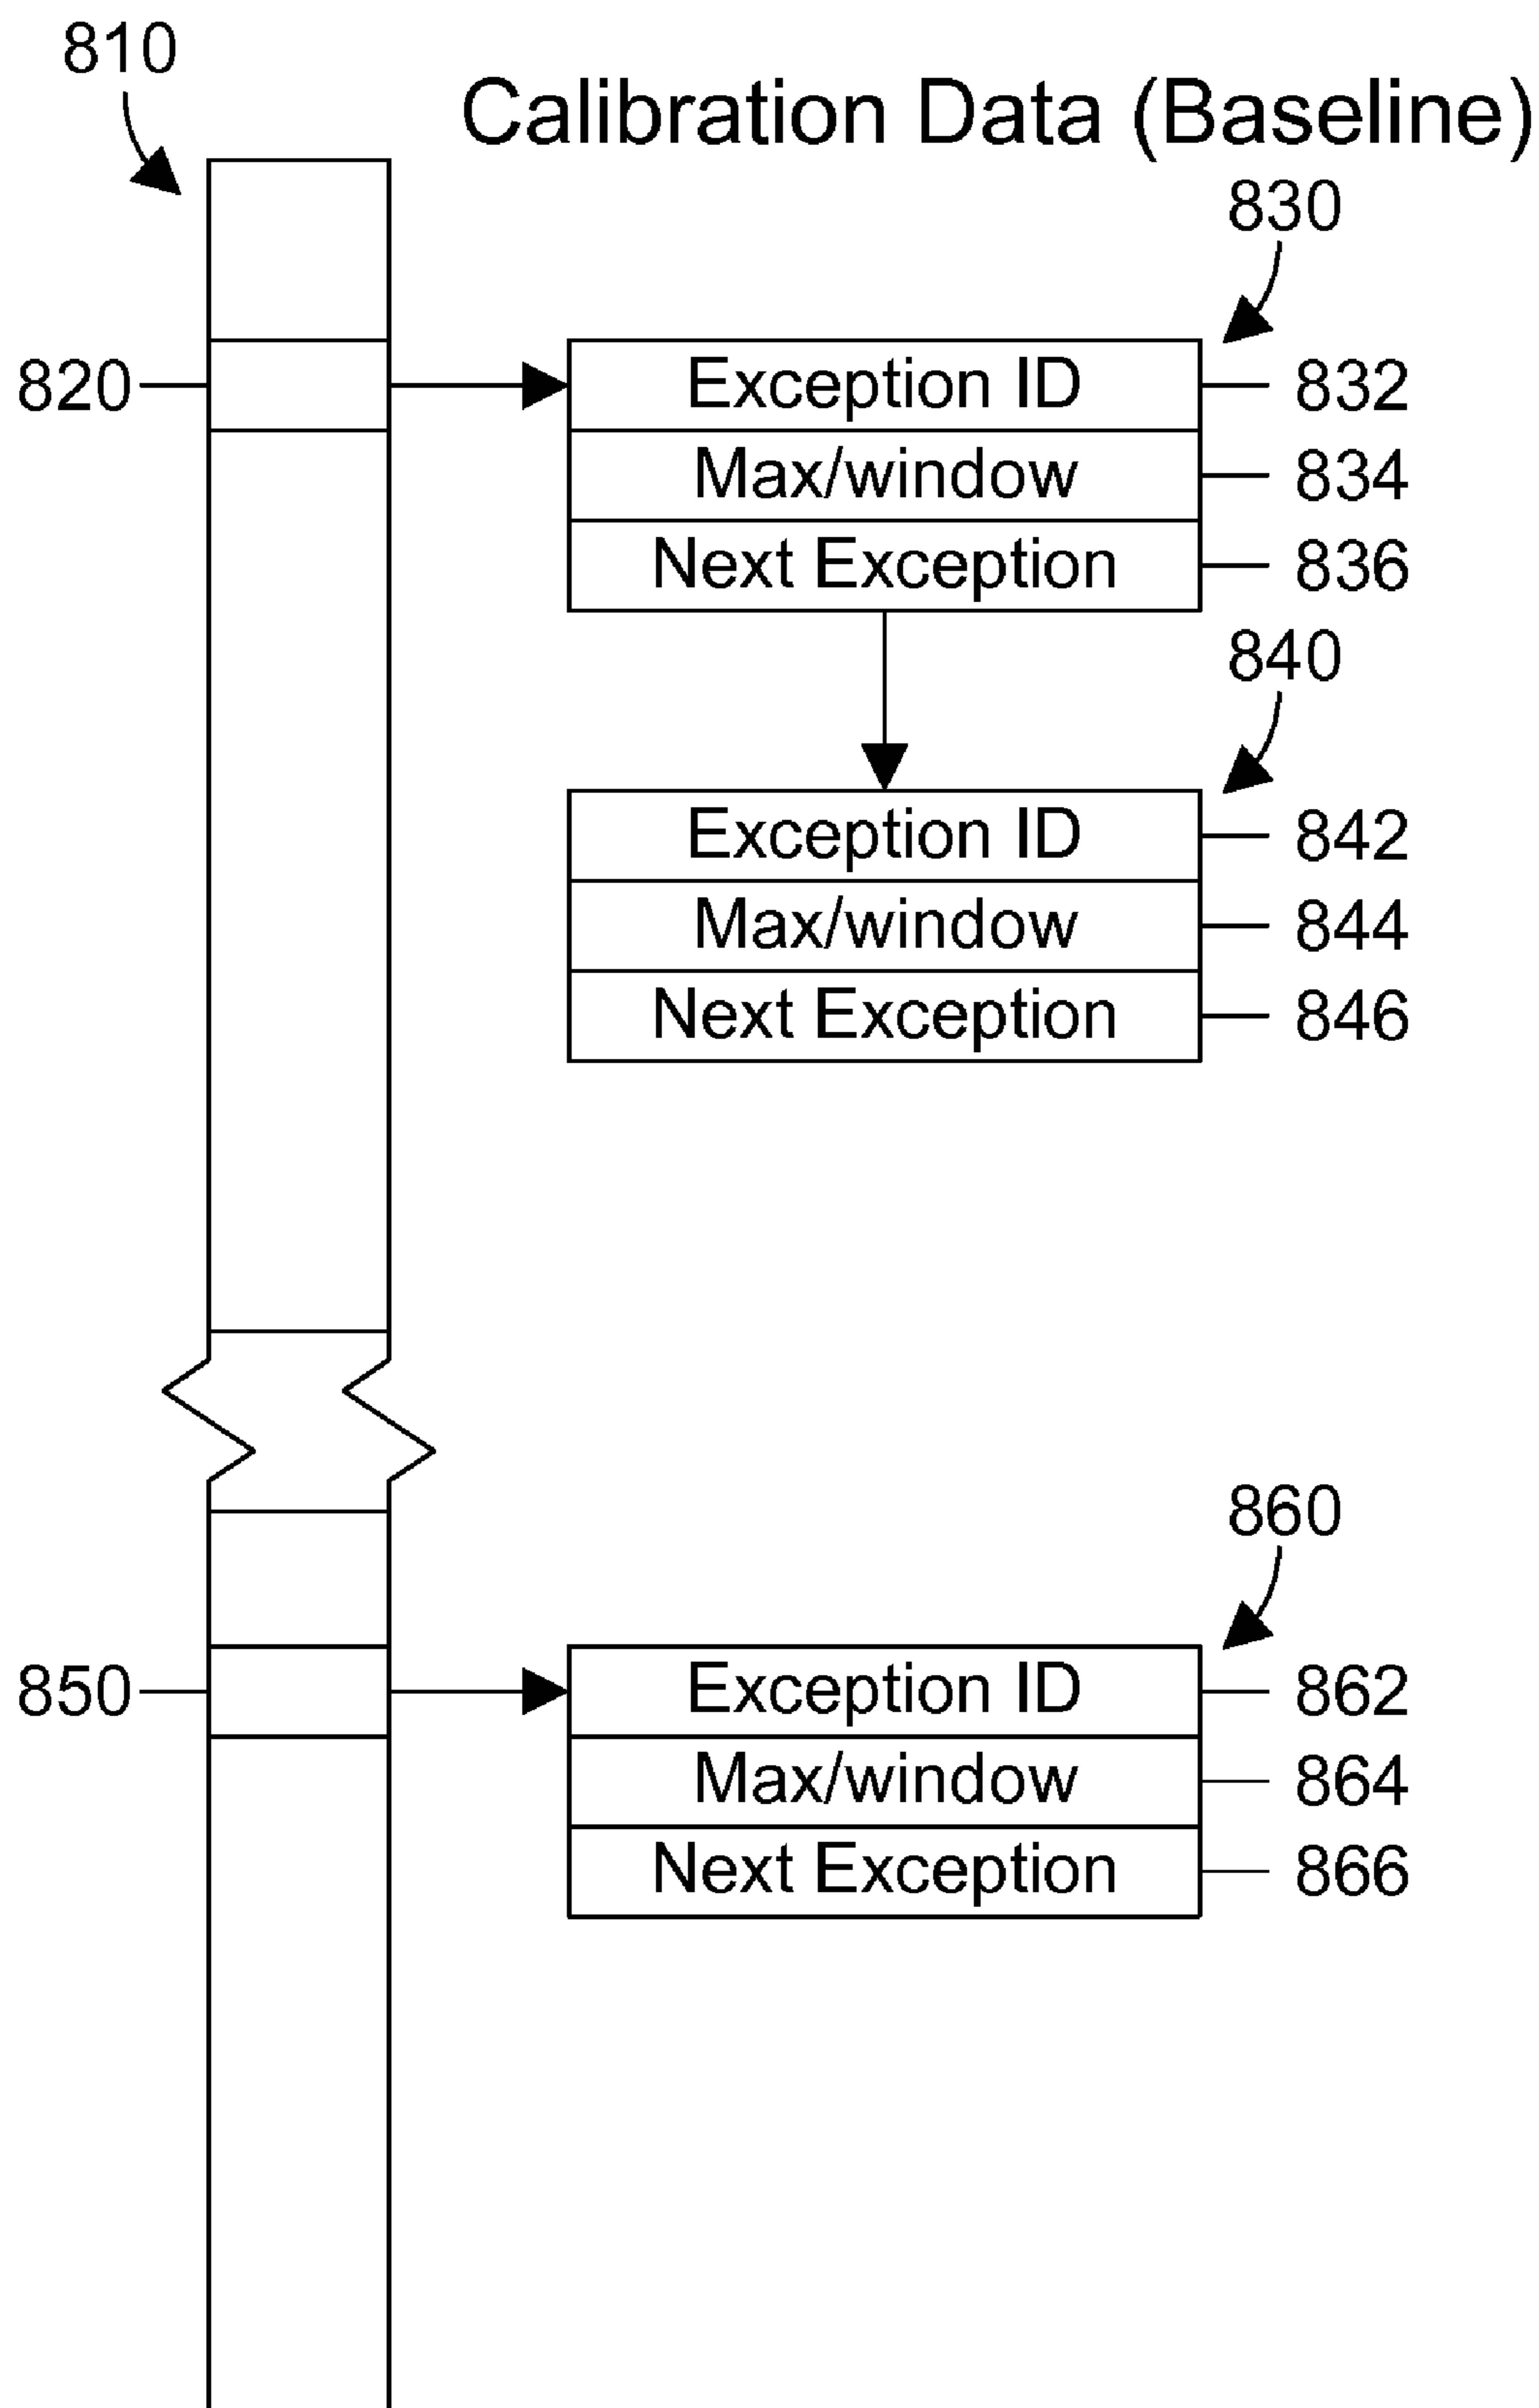 810
Calibration Data (Baseline)
830
820 Exception ID 832
Max/window 834
Next Exception 836
840
Exception ID 842
Max/window 844
Next Exception 846
860
850 Exception ID 862
Max/window 864
Next Exception 866